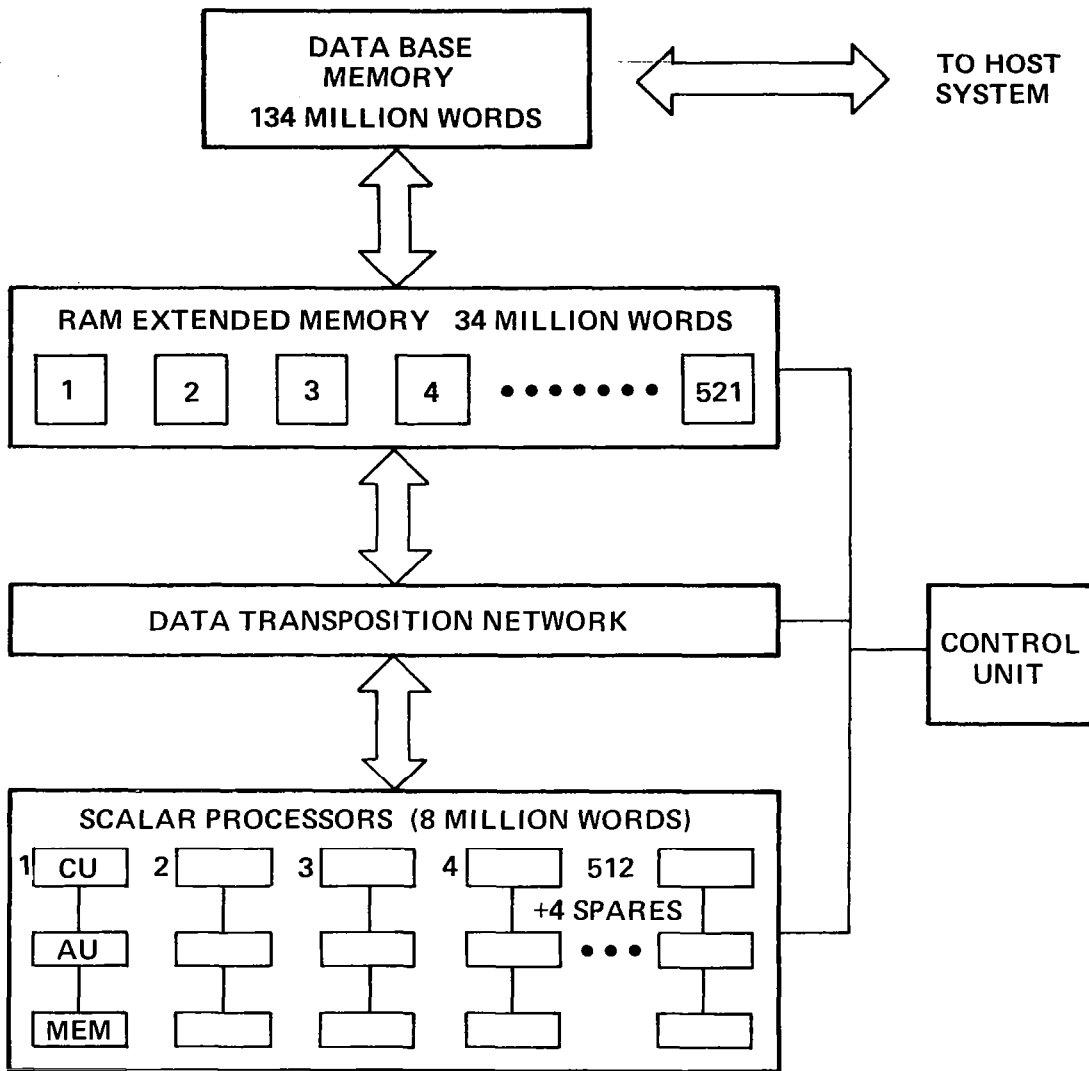 DATA BASE
MEMORY
134 MILLION WORDS
TO HOST
SYSTEM
RAM EXTENDED MEMORY 34 MILLION WORDS
1 2 3 4 ••••••• 521
DATA TRANSPOSITION NETWORK
CONTROL
UNIT
SCALAR PROCESSORS (8 MILLION WORDS)
1 CU 2 3 4 512
+4 SPARES
AU •••
MEM